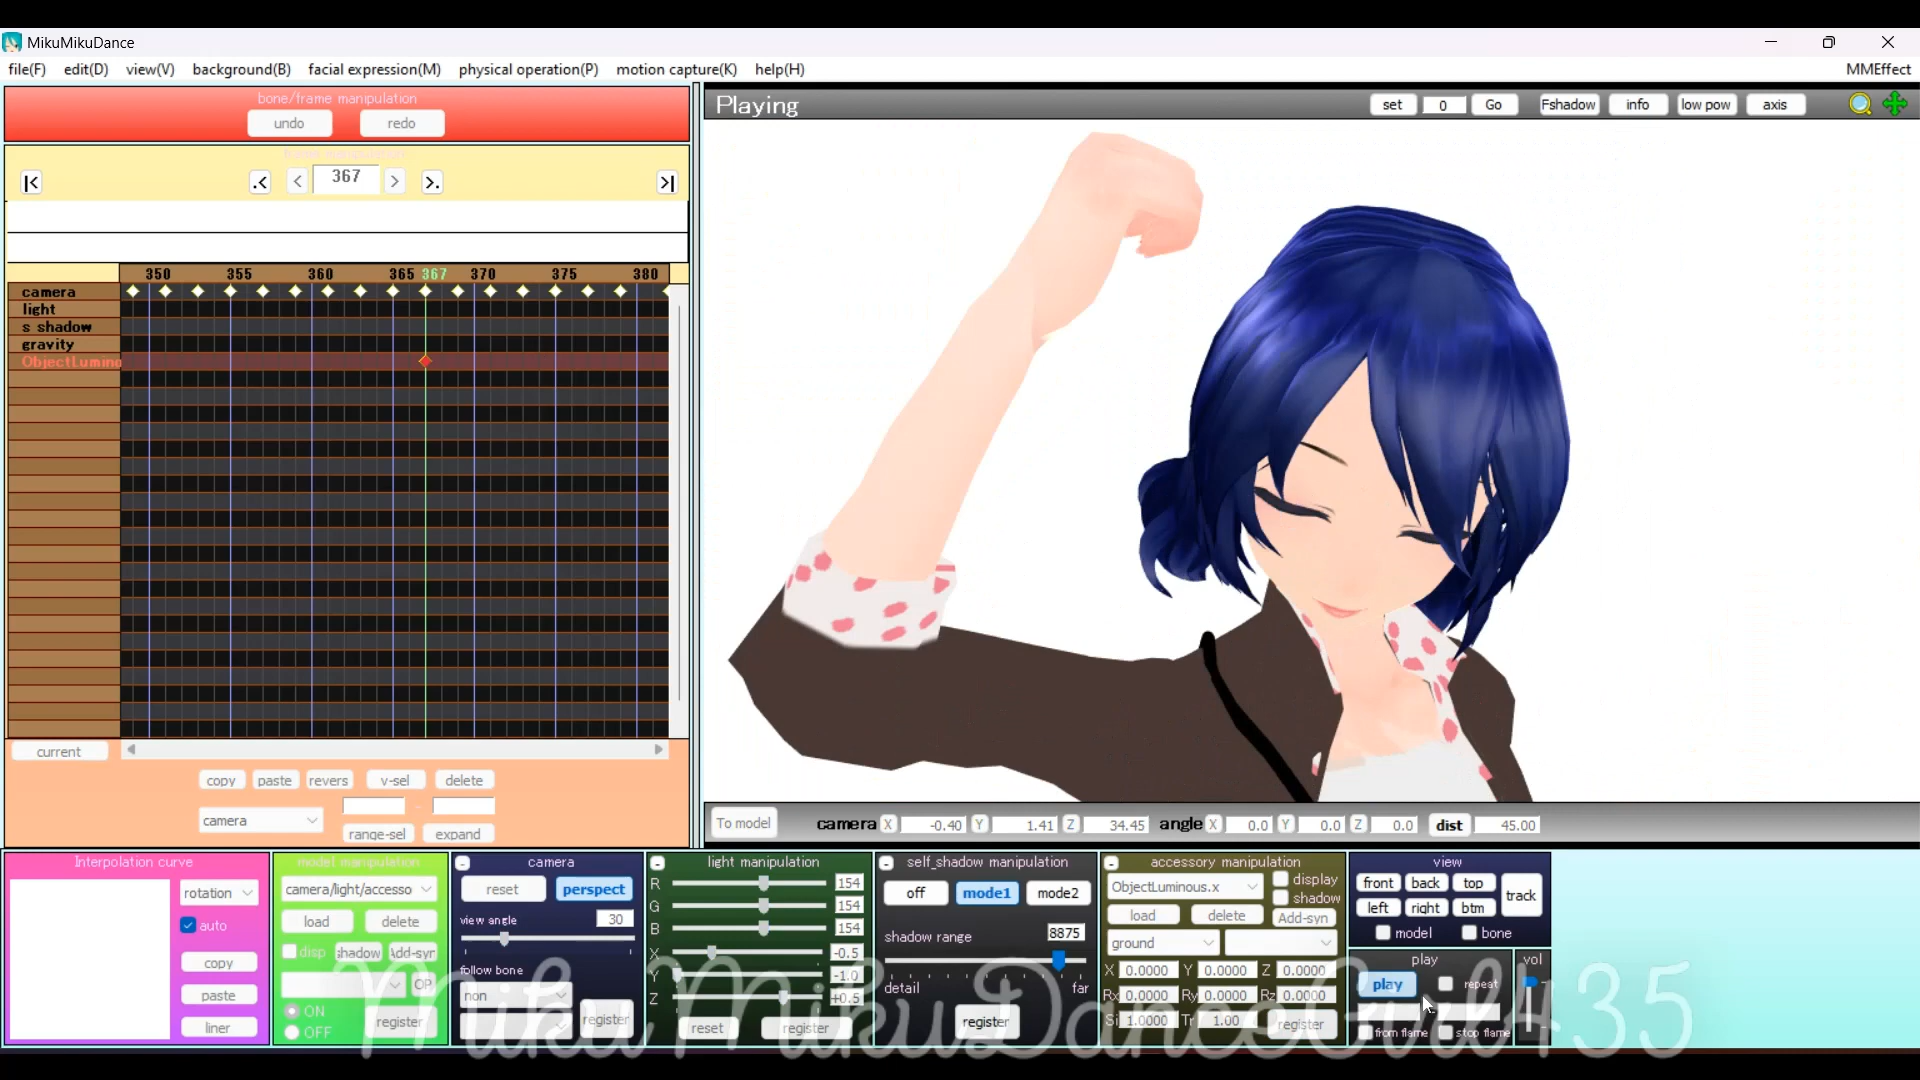 MikuMikuDance
file(F) edit(D) view(V) background(B) facial expression(M) physical operation(P) motion capture(K) help(H) MMEffect
bone/frame manipulation
undo redo
Playing
set 0 Go Fshadow info low pow axis
|< .< < 367 > >. >|
350 355 360 365 367 370 375 380
camera
light
s shadow
gravity
ObjectLumino
current
copy paste revers v-sel delete
camera
range-sel expand
To model camera X -0.40 Y 1.41 Z 34.45 angle X 0.0 Y 0.0 Z 0.0 dist 45.00
Interpolation curve
rotation
auto
copy
paste
liner
model manipulation
camera/light/accesso
load delete
disp shadow Add-syn
OP
ON
OFF
register
camera
reset perspect
view angle 30
follow bone
non
register
light manipulation
R 154
G 154
B 154
X -0.5
Y -1.0
Z +0.5
reset register
self_shadow manipulation
off mode1 mode2
shadow range 8875
detail far
register
accessory manipulation
ObjectLuminous.x display
shadow
load delete Add-syn
ground
X 0.0000 Y 0.0000 Z 0.0000
Rx 0.0000 Ry 0.0000 Rz 0.0000
Si 1.0000 Tr 1.00 register
view
front back top
left right btm track
model bone
play
play repeat
from flame stop flame
vol
Miku MikuDanceGirl435